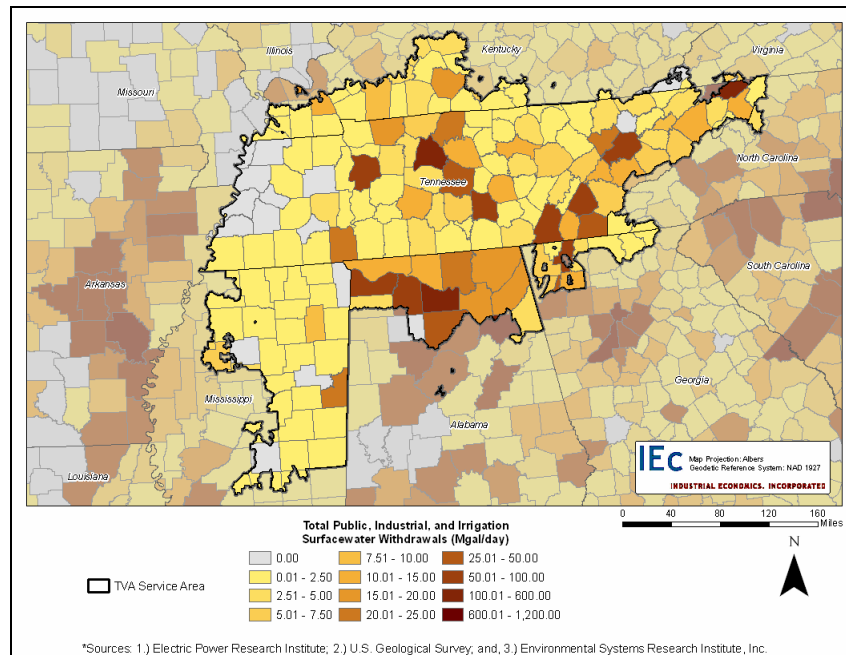 Illinois
Kentucky
Virginia
Missouri
North Carolina
Tennessee
South Carolina
Arkansas
Georgia
Mississippi
Alabama
Louisiana
IEc
Map Projection: Albers
Geodetic Reference System: NAD 1927
INDUSTRIAL ECONOMICS, INCORPORATED
0 40 80 120 160
Miles
N
Total Public, Industrial, and Irrigation
Surfacewater Withdrawals (Mgal/day)
TVA Service Area
0.00 7.51 - 10.00 25.01 - 50.00
0.01 - 2.50 10.01 - 15.00 50.01 - 100.00
2.51 - 5.00 15.01 - 20.00 100.01 - 600.00
5.01 - 7.50 20.01 - 25.00 600.01 - 1,200.00
*Sources: 1.) Electric Power Research Institute; 2.) U.S. Geological Survey; and, 3.) Environmental Systems Research Institute, Inc.